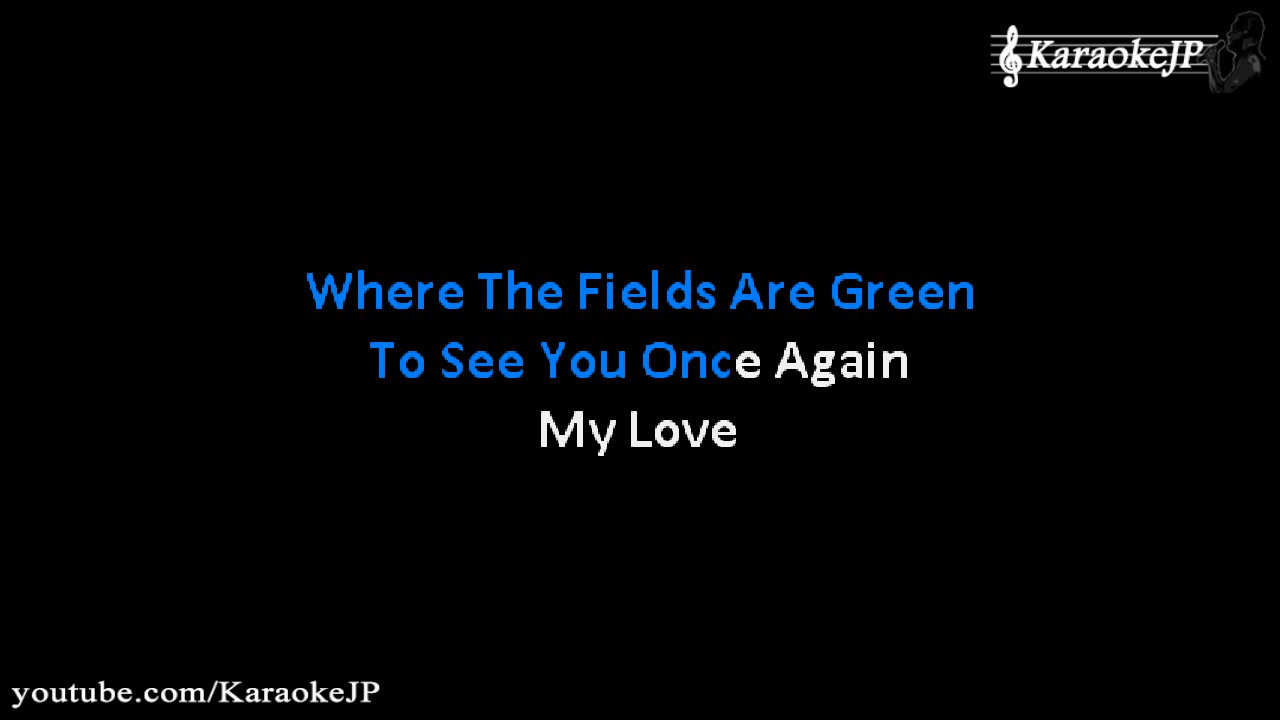 KaraokeJP
Where The Fields Are Green
To See You Once Again
My Love
youtube.com/KaraokeJP